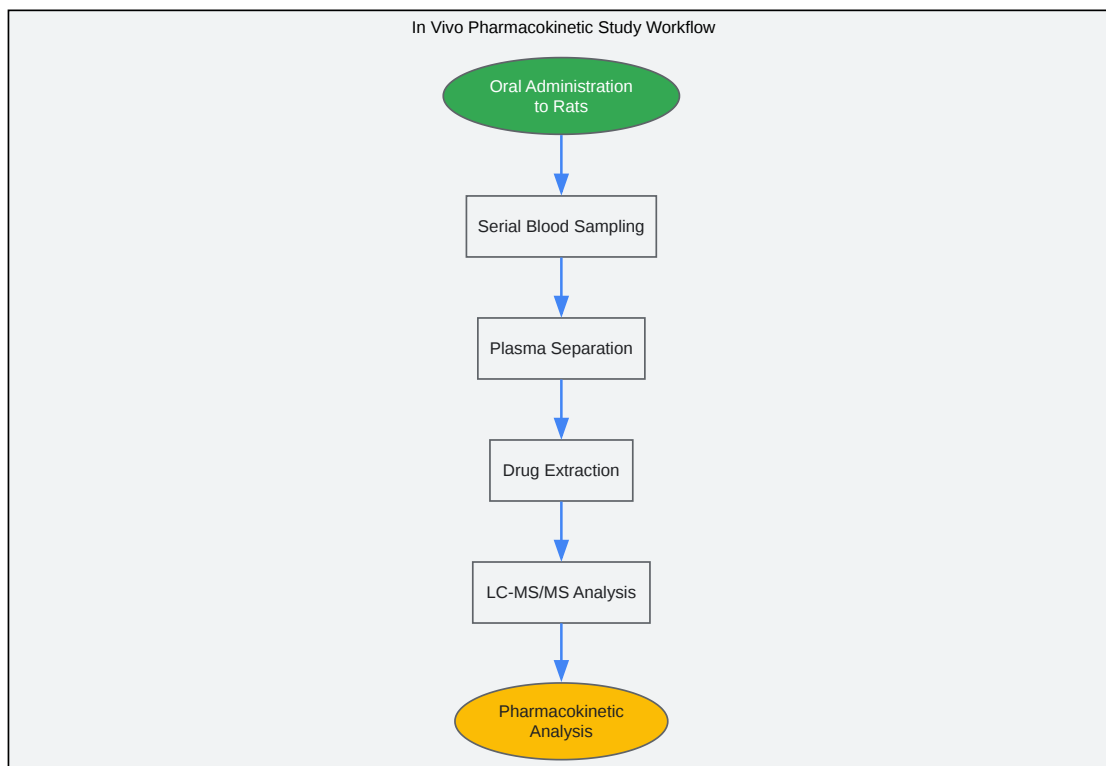 In Vivo Pharmacokinetic Study Workflow
Oral Administration
to Rats
Serial Blood Sampling
Plasma Separation
Drug Extraction
LC-MS/MS Analysis
Pharmacokinetic
Analysis